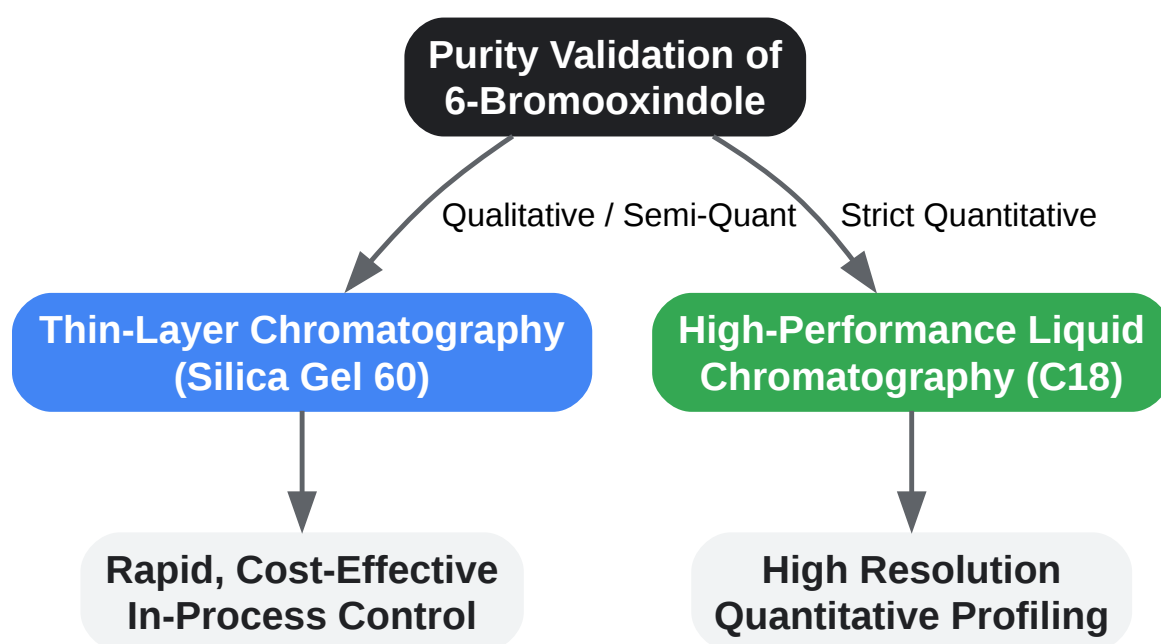 Purity Validation of
6-Bromooxindole
Qualitative / Semi-Quant
Strict Quantitative
Thin-Layer Chromatography
(Silica Gel 60)
High-Performance Liquid
Chromatography (C18)
Rapid, Cost-Effective
In-Process Control
High Resolution
Quantitative Profiling